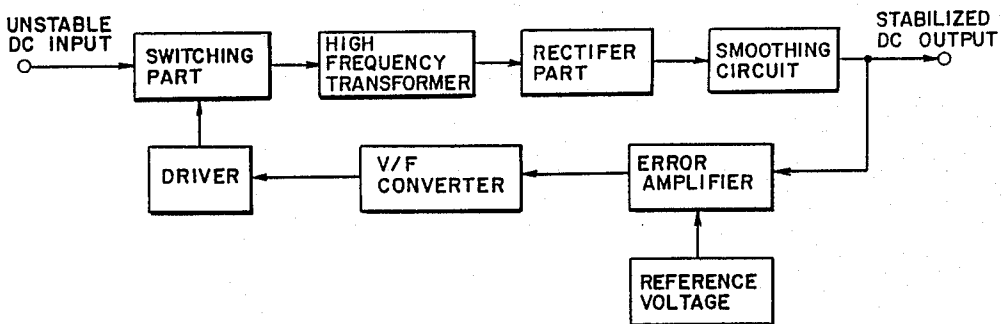 UNSTABLE
DC INPUT
SWITCHING
PART
HIGH
FREQUENCY
TRANSFORMER
RECTIFER
PART
SMOOTHING
CIRCUIT
STABILIZED
DC OUTPUT
DRIVER
V/F
CONVERTER
ERROR
AMPLIFIER
REFERENCE
VOLTAGE